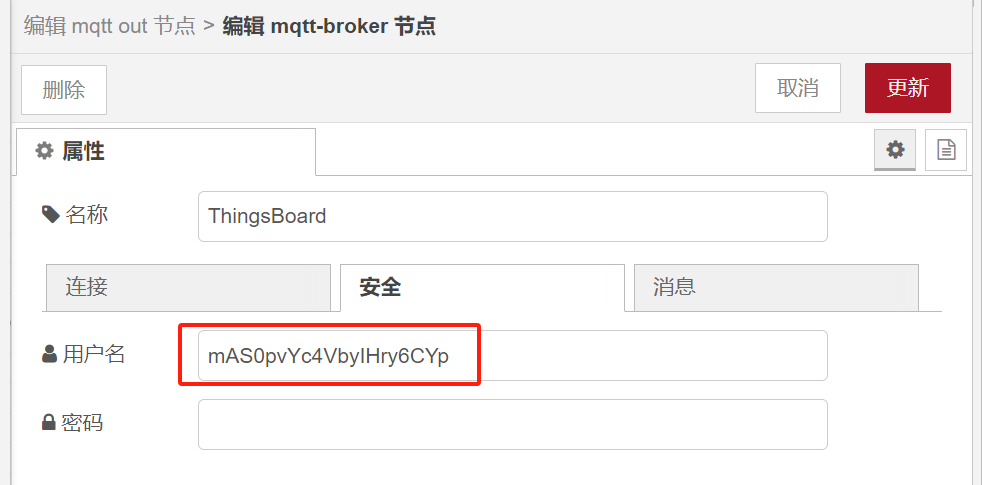 编辑 mqtt out 节点 > 编辑 mqtt-broker 节点
删除 取消 更新
属性
名称 ThingsBoard
连接 安全 消息
用户名 mAS0pvYc4VbyIHry6CYp
密码